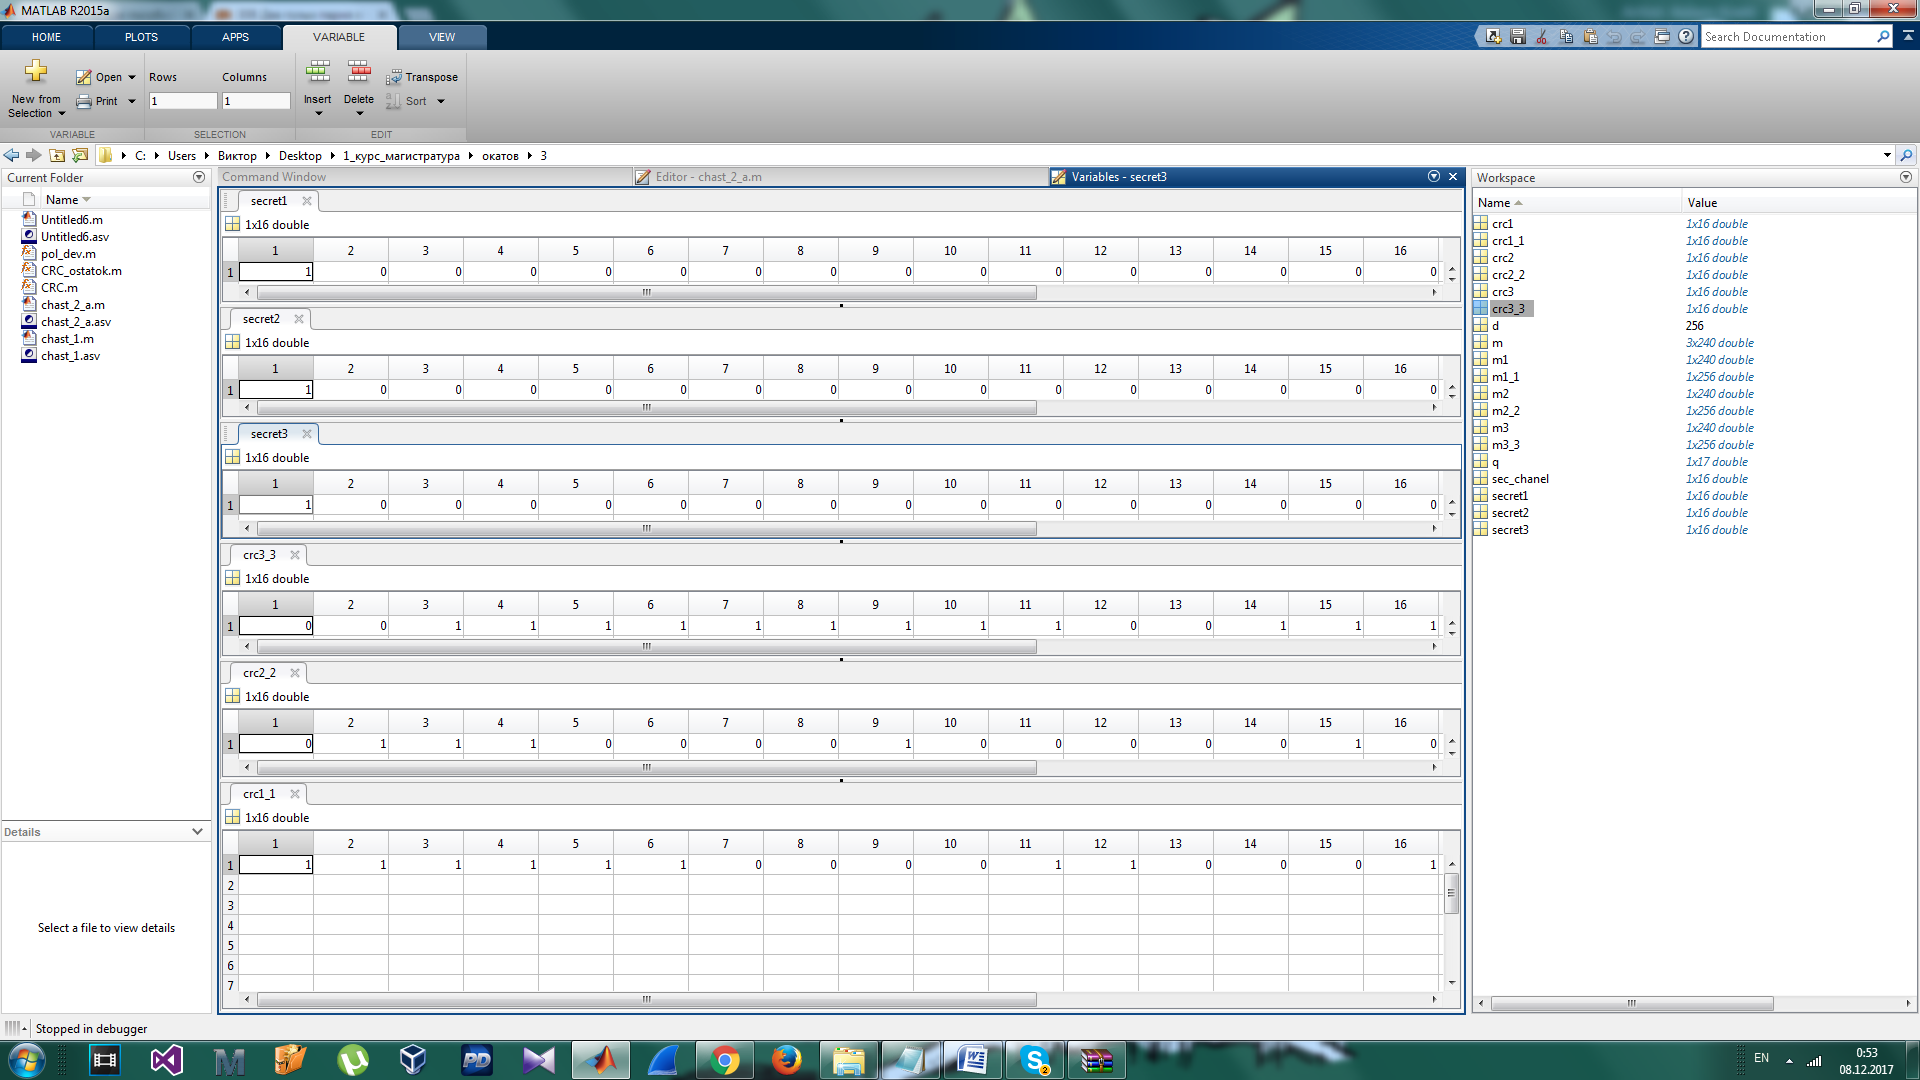 MATLAB R2015a
HOME PLOTS APPS VARIABLE VIEW Search Documentation
New from Selection Open Print Rows Columns 1 1 Insert Delete Transpose Sort
VARIABLE SELECTION EDIT
C: Users Виктор Desktop 1_курс_магистратура окатов 3
Current Folder
Name
Untitled6.m
Untitled6.asv
pol_dev.m
CRC_ostatok.m
CRC.m
chast_2_a.m
chast_2_a.asv
chast_1.m
chast_1.asv
Details
Select a file to view details
Command Window Editor - chast_2_a.m Variables - secret3
secret1
1x16 double
1 2 3 4 5 6 7 8 9 10 11 12 13 14 15 16
1 1 0 0 0 0 0 0 0 0 0 0 0 0 0 0 0
secret2
1x16 double
1 2 3 4 5 6 7 8 9 10 11 12 13 14 15 16
1 1 0 0 0 0 0 0 0 0 0 0 0 0 0 0 0
secret3
1x16 double
1 2 3 4 5 6 7 8 9 10 11 12 13 14 15 16
1 1 0 0 0 0 0 0 0 0 0 0 0 0 0 0 0
crc3_3
1x16 double
1 2 3 4 5 6 7 8 9 10 11 12 13 14 15 16
1 0 0 1 1 1 1 1 1 1 1 1 0 0 1 1 1
crc2_2
1x16 double
1 2 3 4 5 6 7 8 9 10 11 12 13 14 15 16
1 0 1 1 1 0 0 0 0 1 0 0 0 0 0 1 0
crc1_1
1x16 double
1 2 3 4 5 6 7 8 9 10 11 12 13 14 15 16
1 1 1 1 1 1 1 0 0 0 0 1 1 0 0 0 1
2
3
4
5
6
7
Workspace
Name Value
crc1 1x16 double
crc1_1 1x16 double
crc2 1x16 double
crc2_2 1x16 double
crc3 1x16 double
crc3_3 1x16 double
d 256
m 3x240 double
m1 1x240 double
m1_1 1x256 double
m2 1x240 double
m2_2 1x256 double
m3 1x240 double
m3_3 1x256 double
q 1x17 double
sec_chanel 1x16 double
secret1 1x16 double
secret2 1x16 double
secret3 1x16 double
Stopped in debugger
EN
0:53
08.12.2017